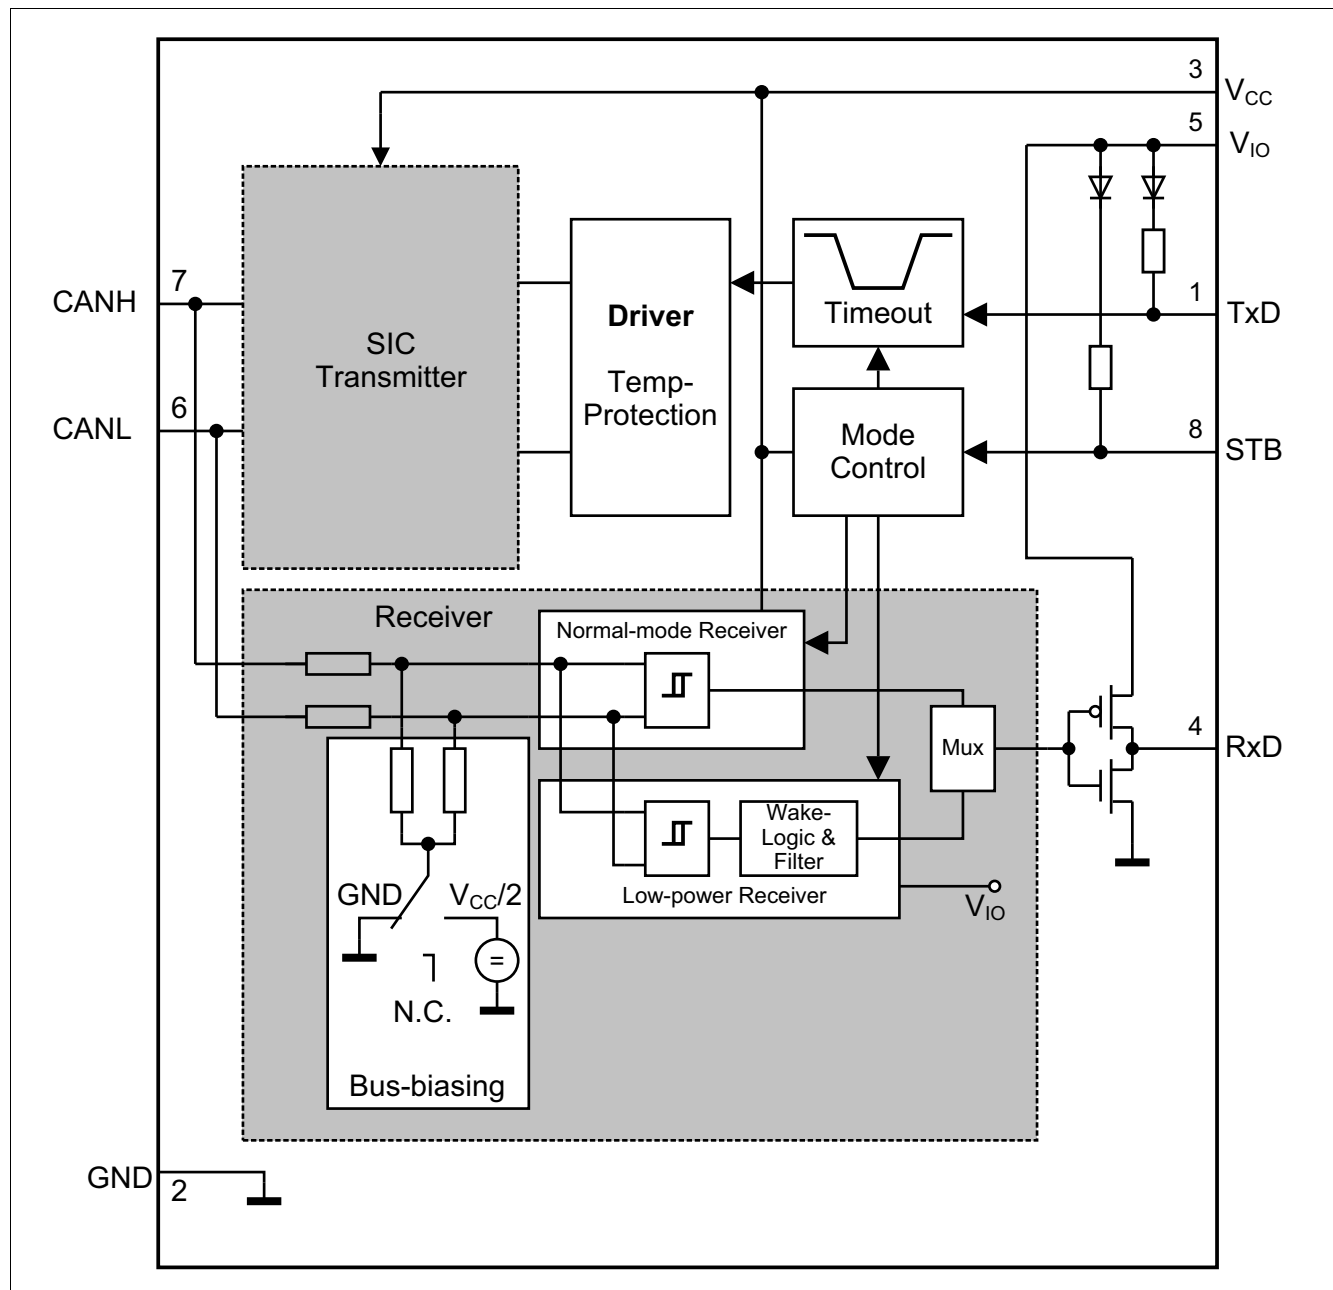 3
VCC
5
VIO
7
CANH
SIC
Transmitter
Driver
Temp-
Protection
Timeout
1
TxD
6
CANL
Mode
Control
8
STB
Receiver
Normal-mode Receiver
Mux
4
RxD
Wake-
Logic &
Filter
Low-power Receiver
VIO
GND
VCC/2
=
N.C.
Bus-biasing
GND
2